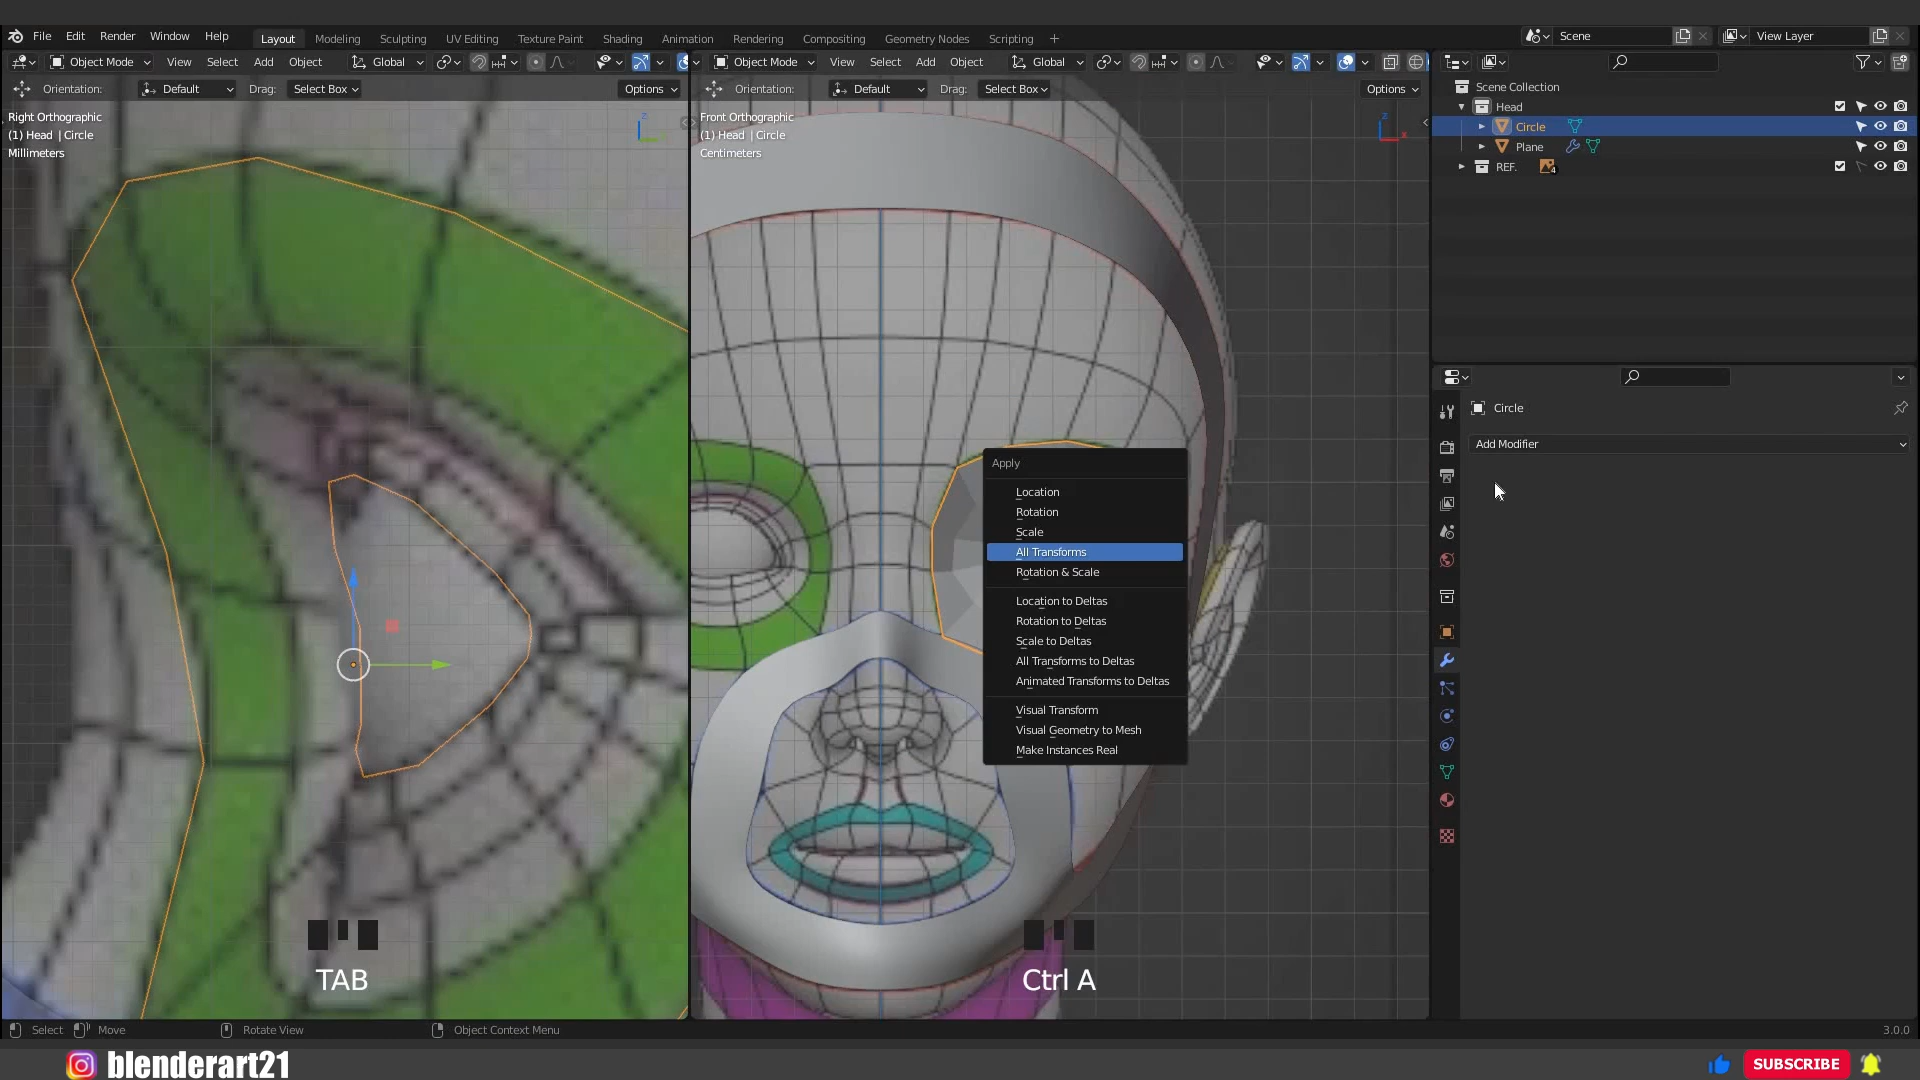 File Edit Render Window Help Layout Modeling Sculpting UV Editing Texture Paint Shading Animation Rendering Compositing Geometry Nodes Scripting + Scene View Layer
Object Mode View Select Add Object Global Object Mode View Select Add Object Global
Orientation: Default Drag: Select Box Options Orientation: Default Drag: Select Box Options
Right Orthographic
(1) Head | Circle
Millimeters
Front Orthographic
(1) Head | Circle
Centimeters
Scene Collection
Head
Circle
Plane
REF.
4
Circle
Add Modifier
Apply
Location
Rotation
Scale
All Transforms
Rotation & Scale
Location to Deltas
Rotation to Deltas
Scale to Deltas
All Transforms to Deltas
Animated Transforms to Deltas
Visual Transform
Visual Geometry to Mesh
Make Instances Real
TAB
Ctrl A
Select Move Rotate View Object Context Menu 3.0.0
blenderart21
SUBSCRIBE